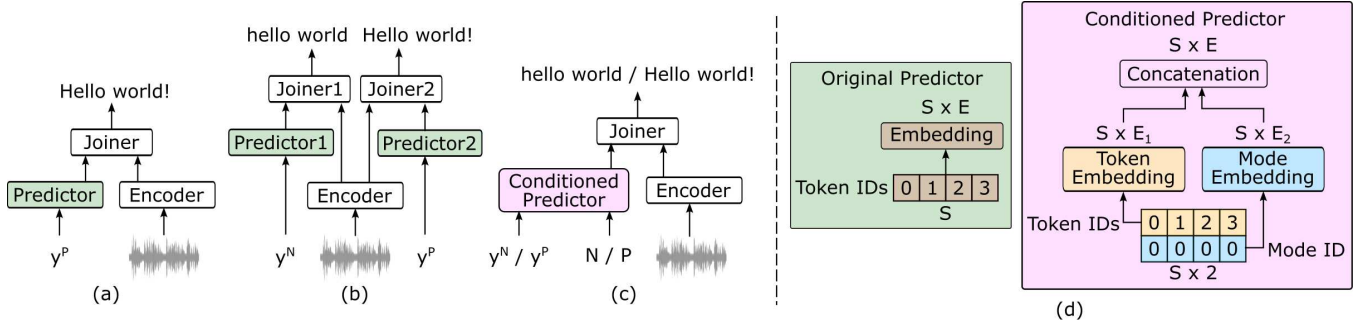 Hello world!
Joiner
Predictor
Encoder
y^P
(a)
hello world
Hello world!
Joiner1
Joiner2
Predictor1
Predictor2
Encoder
y^N
y^P
(b)
hello world / Hello world!
Joiner
Conditioned
Predictor
Encoder
y^N / y^P
N / P
(c)
Original Predictor
S x E
Embedding
Token IDs
0 1 2 3
S
Conditioned Predictor
S x E
Concatenation
S x E₁
S x E₂
Token
Embedding
Mode
Embedding
Token IDs
0 1 2 3
0 0 0 0
Mode ID
S x 2
(d)